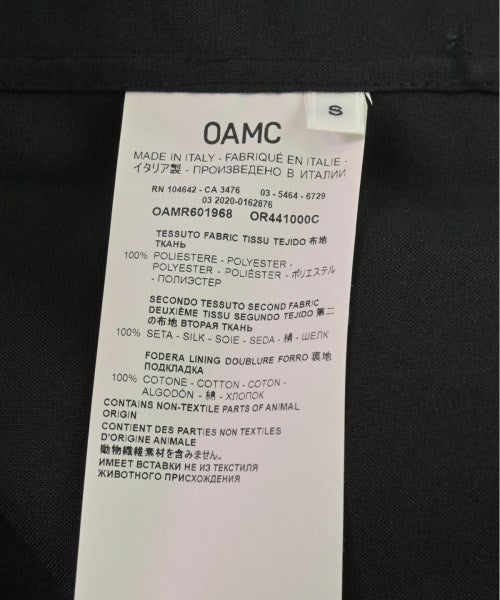 S
OAMC
MADE IN ITALY - FABRIQUÉ EN ITALIE -
イタリア製 - ПРОИЗВЕДЕНО В ИТАЛИИ
RN 104642 - CA 3476 03 - 5464 - 6729
03 2020-0162876
OAMR601968 OR441000C
TESSUTO FABRIC TISSU TEJIDO 布地
ТКАНЬ
100% POLIESTERE - POLYESTER -
POLYESTER - POLIÉSTER - ポリエステル
- ПОЛИЭСТЕР
SECONDO TESSUTO SECOND FABRIC
DEUXIÈME TISSU SEGUNDO TEJIDO 第二
の布地 ВТОРАЯ ТКАНЬ
100% SETA - SILK - SOIE - SEDA - 絹 - ШЕЛК
FODERA LINING DOUBLURE FORRO 裏地
ПОДКЛАДКА
100% COTONE - COTTON - COTON -
ALGODÓN - 綿 - ХЛОПОК
CONTAINS NON-TEXTILE PARTS OF ANIMAL
ORIGIN
CONTIENT DES PARTIES NON TEXTILES
D'ORIGINE ANIMALE
動物繊維素材を含みません。
ИМЕЕТ ВСТАВКИ НЕ ИЗ ТЕКСТИЛЯ
ЖИВОТНОГО ПРИСХОЖДЕНИЯ